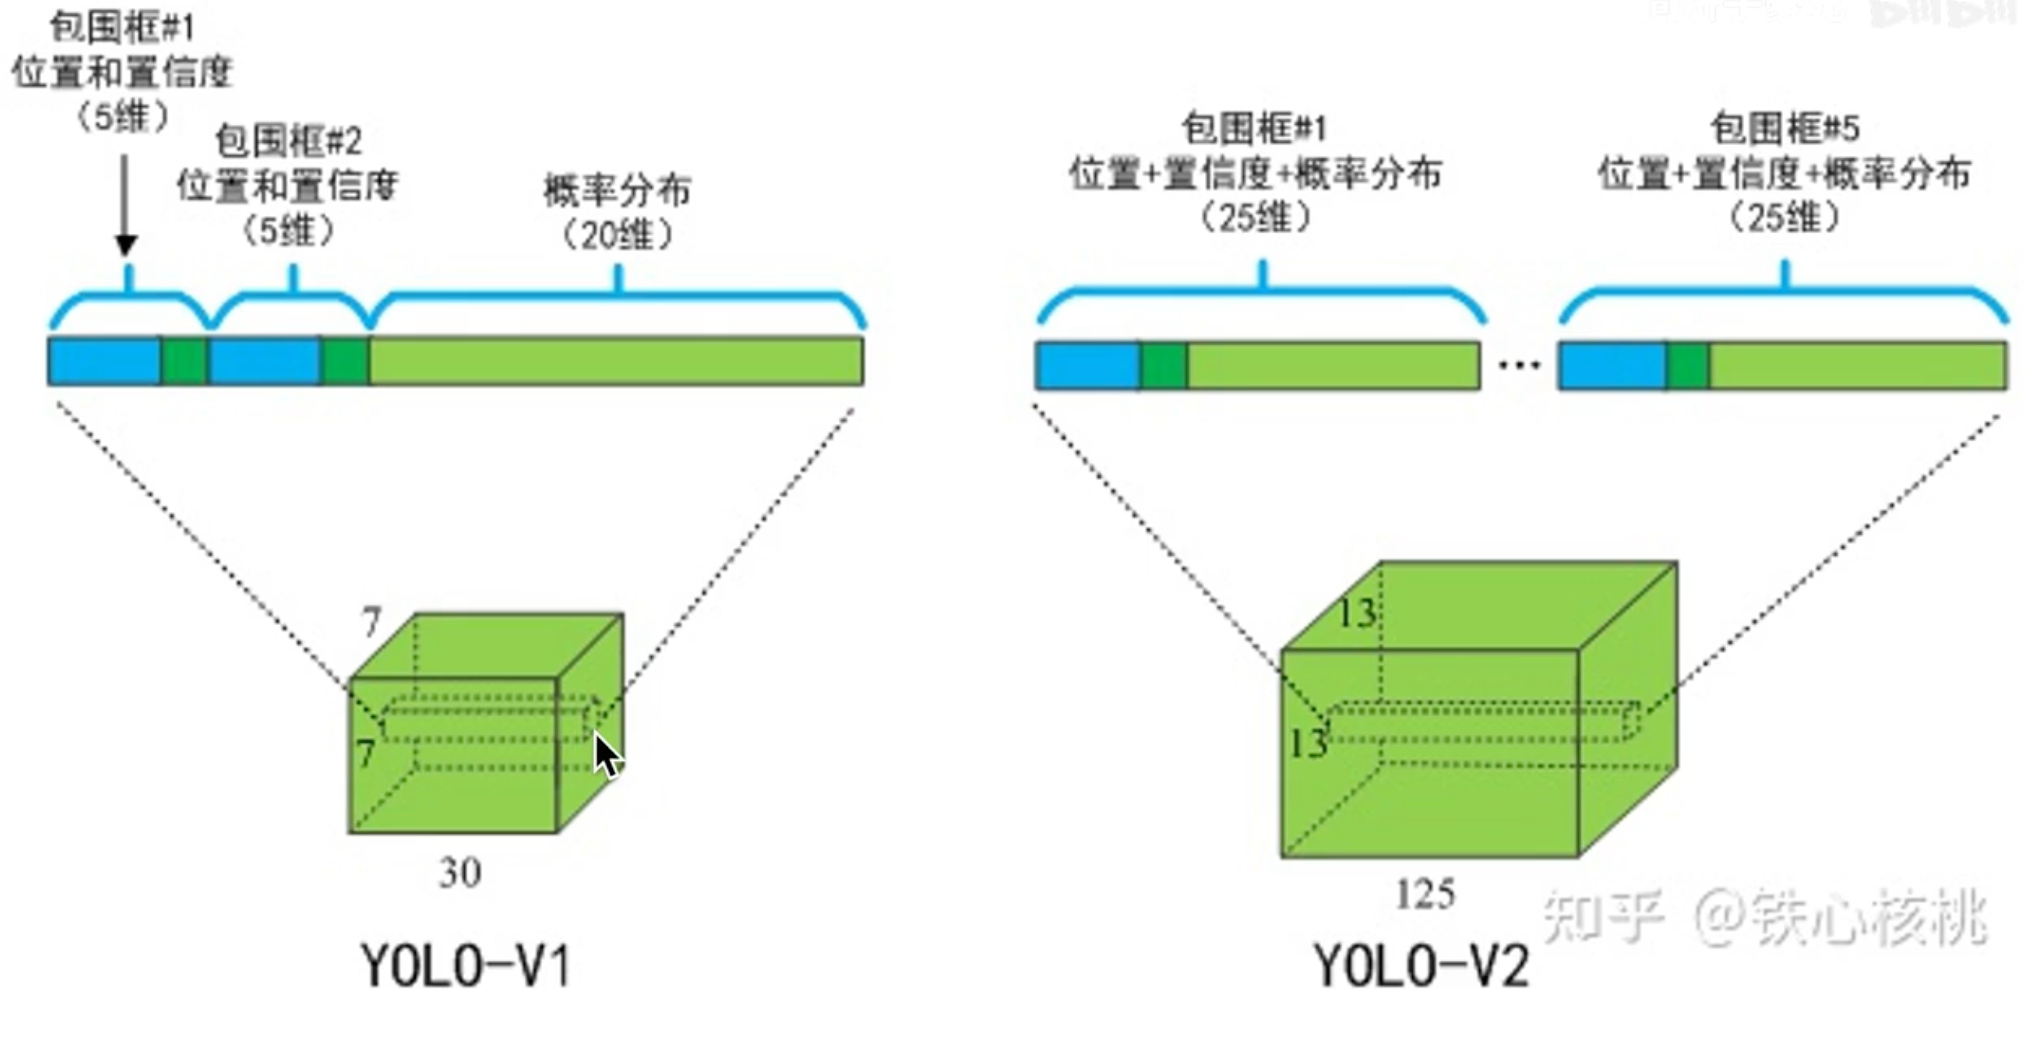 包围框#1
位置和置信度
（5维）
包围框#2
位置和置信度
（5维）
概率分布
（20维）
7
7
30
YOLO-V1
包围框#1
位置+置信度+概率分布
（25维）
包围框#5
位置+置信度+概率分布
（25维）
...
13
13
125
YOLO-V2
知乎 @铁心核桃